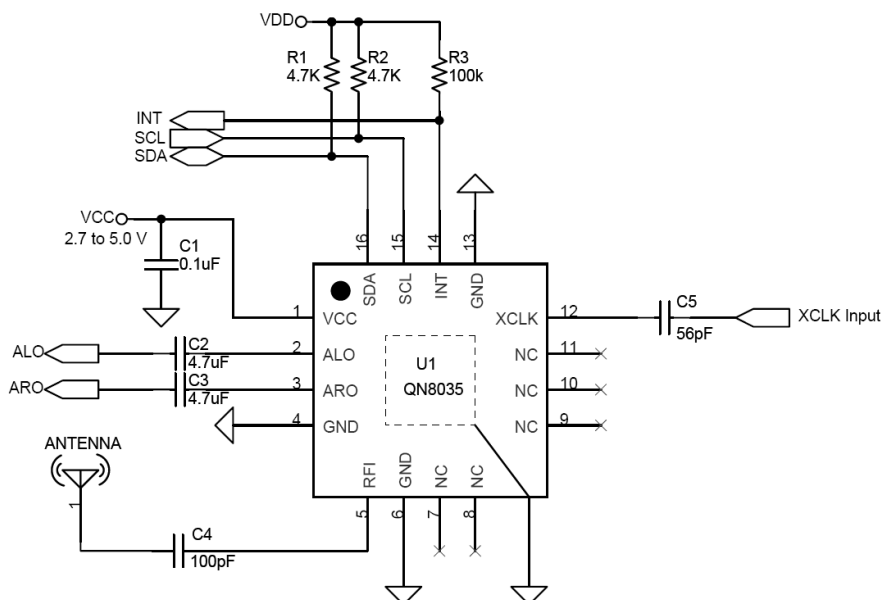 VDD
R1
4.7K
R2
4.7K
R3
100k
INT
SCL
SDA
VCC
2.7 to 5.0 V
C1
0.1uF
16
15
14
13
SDA
SCL
INT
GND
1
VCC
XCLK
12
C5
56pF
XCLK Input
ALO
C2
4.7uF
2
ALO
U1
QN8035
NC
11
ARO
C3
4.7uF
3
ARO
NC
10
4
GND
NC
9
ANTENNA
1
RFI
GND
NC
NC
5
6
7
8
C4
100pF